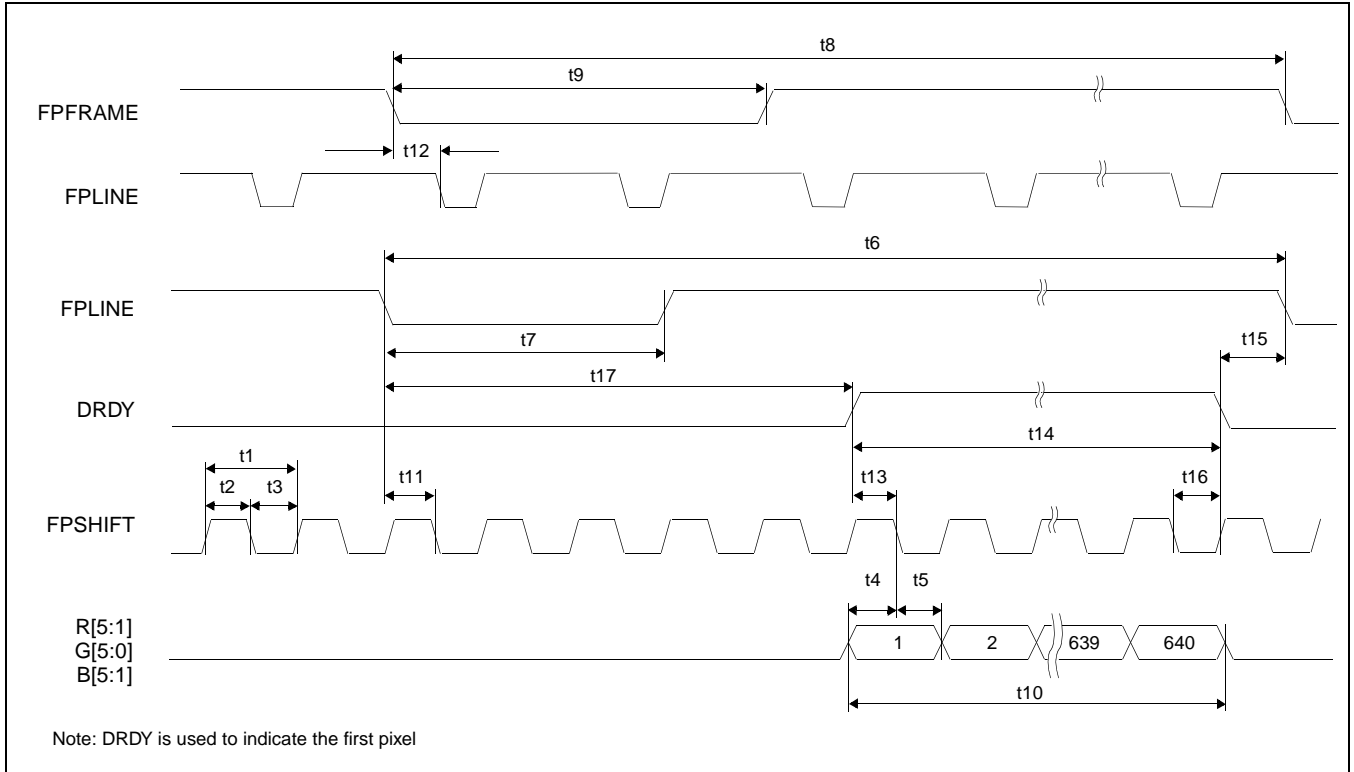 t8
t9
FPFRAME
t12
FPLINE
t6
FPLINE
t7
t15
t17
DRDY
t14
t1
t2 t3
t11
t13
t16
FPSHIFT
t4 t5
R[5:1]
G[5:0]
B[5:1]
1 2 639 640
t10
Note: DRDY is used to indicate the first pixel